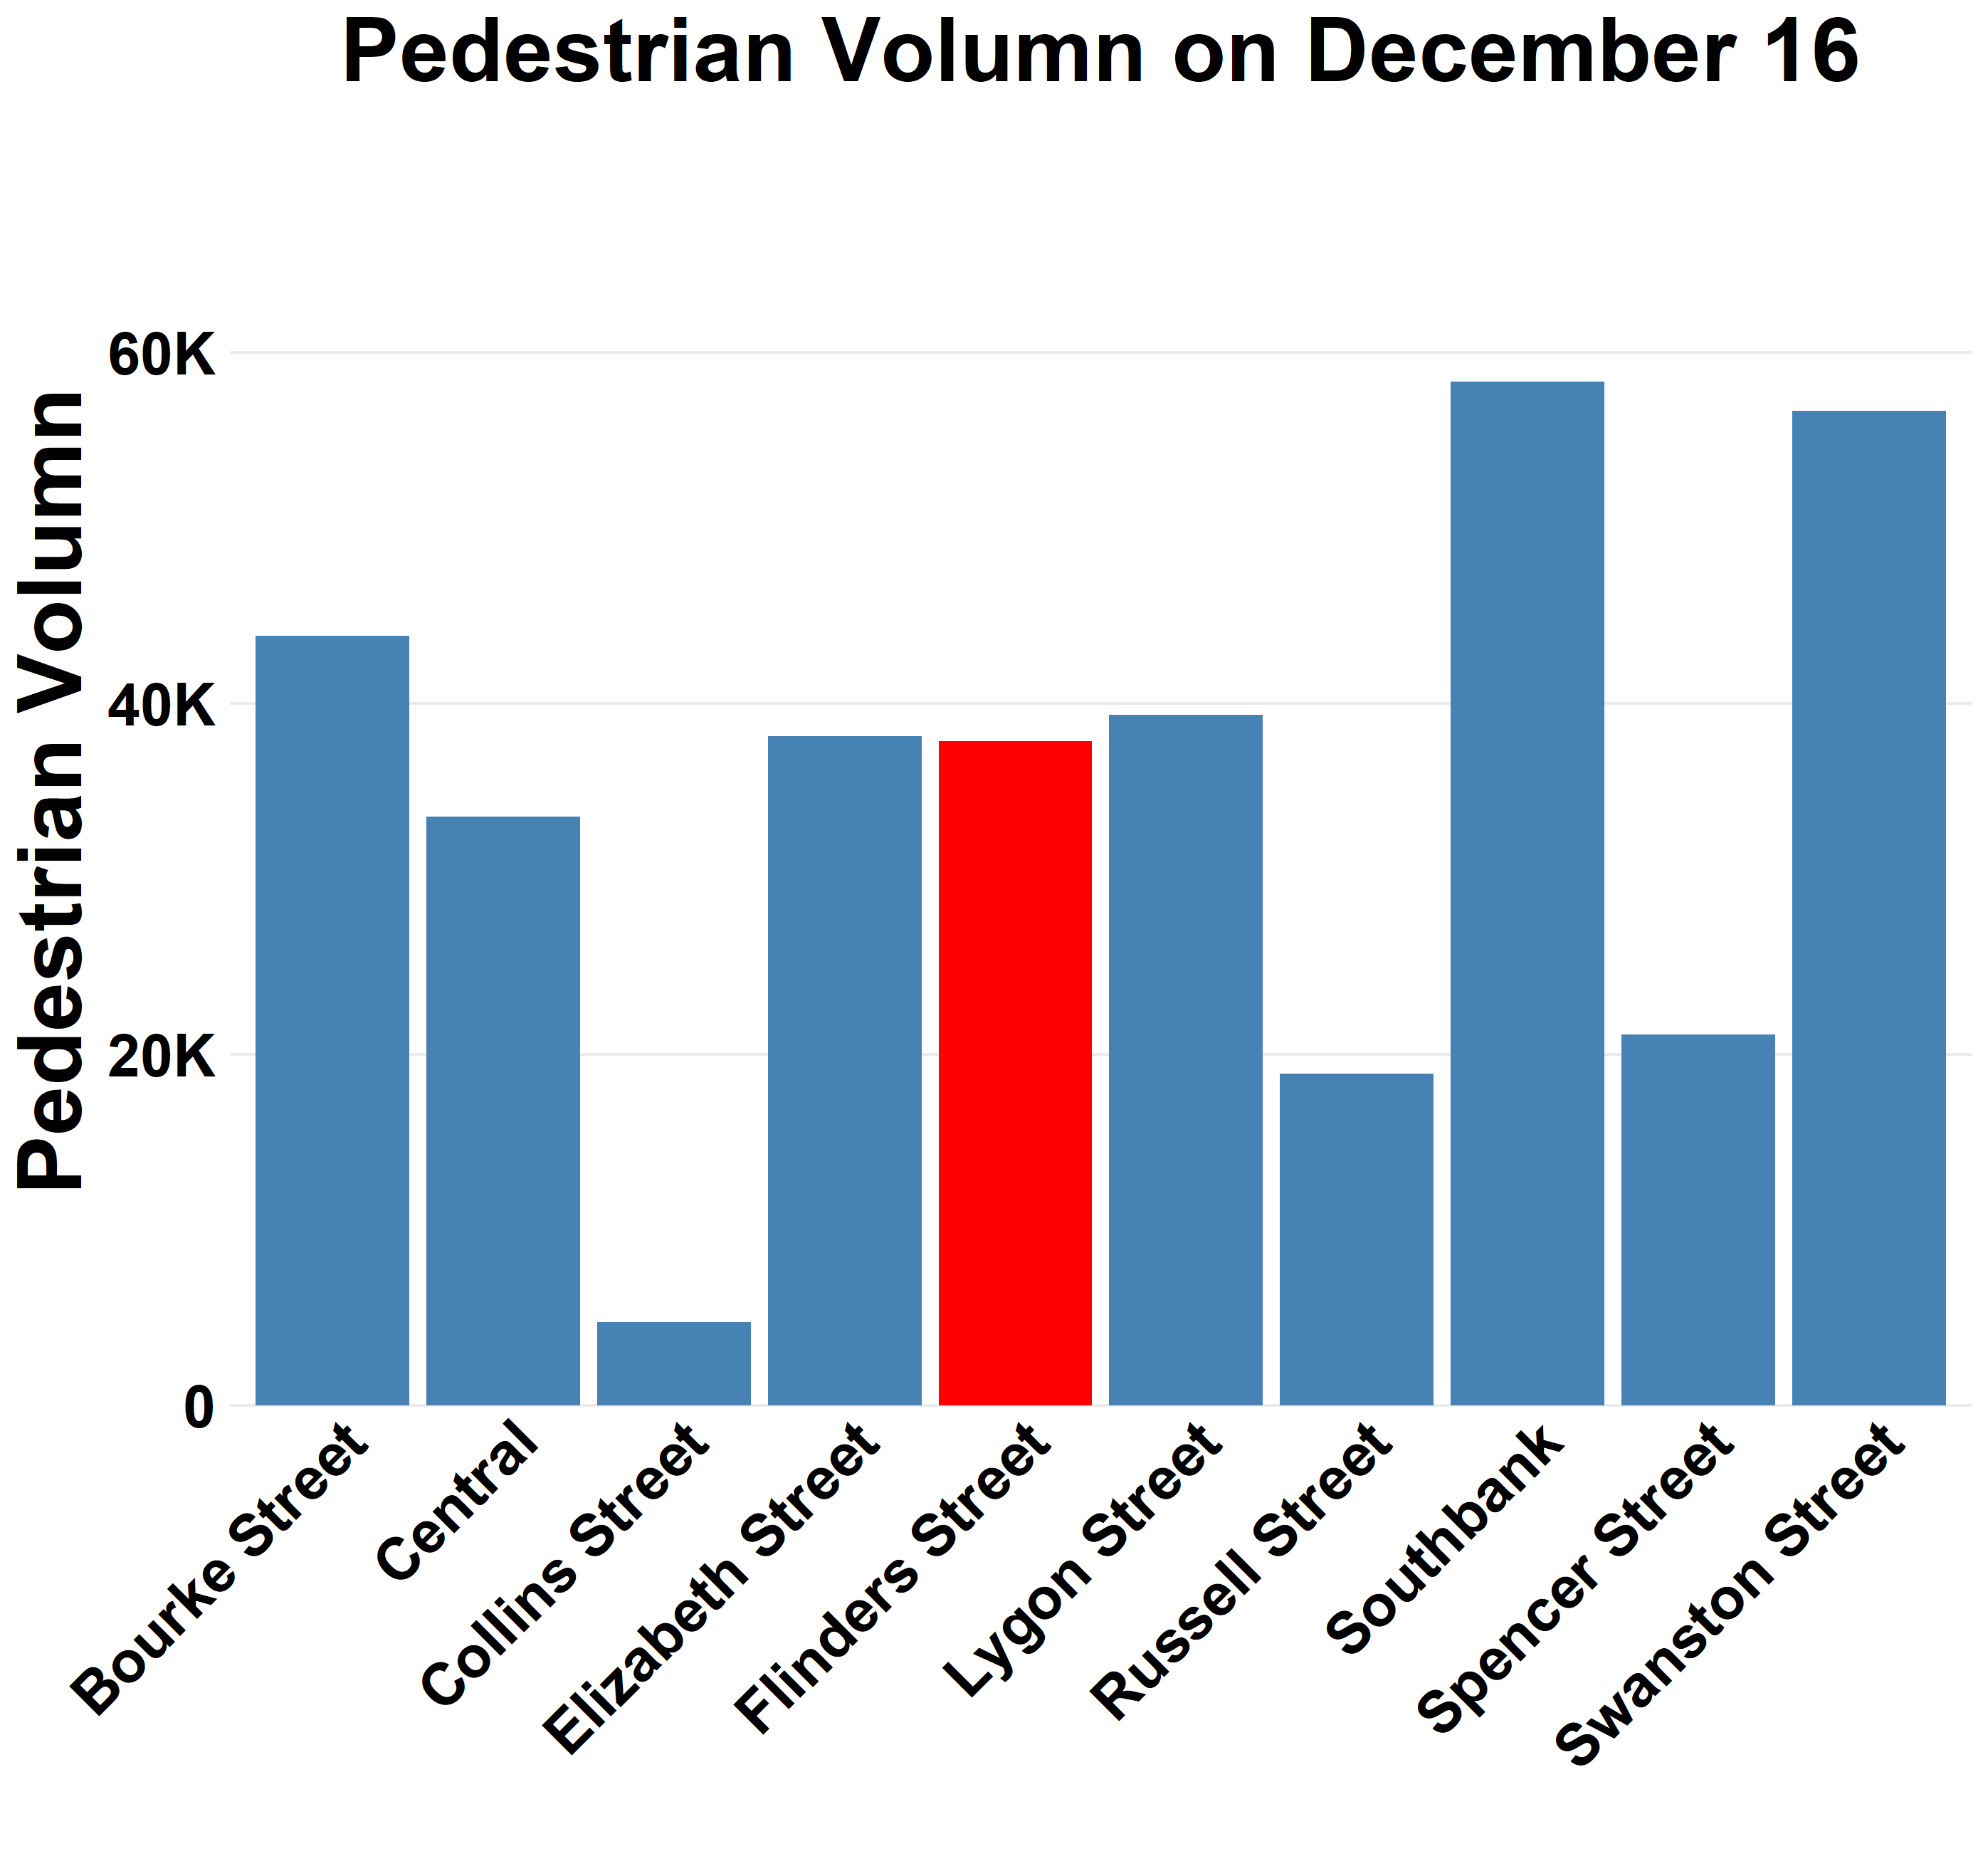 Pedestrian Volumn on December 16
Pedestrian Volumn
60K
40K
20K
0
Bourke Street
Central
Collins Street
Elizabeth Street
Flinders Street
Lygon Street
Russell Street
Southbank
Spencer Street
Swanston Street